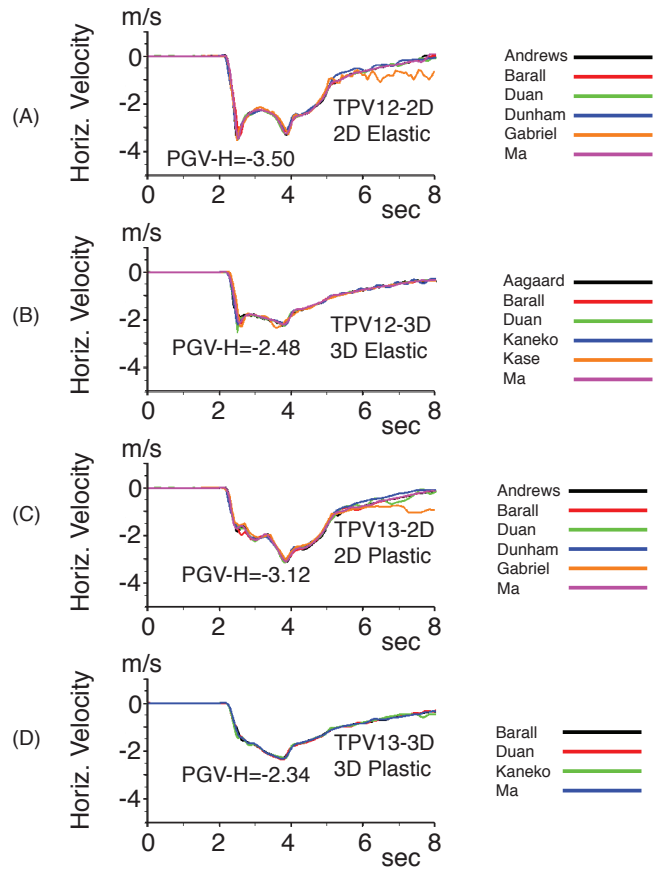 m/s
0
-2
-4
Horiz. Velocity
(A)
TPV12-2D
2D Elastic
PGV-H=-3.50
0 2 4 6 8
sec
Andrews
Barall
Duan
Dunham
Gabriel
Ma
m/s
0
-2
-4
Horiz. Velocity
(B)
TPV12-3D
3D Elastic
PGV-H=-2.48
0 2 4 6 8
sec
Aagaard
Barall
Duan
Kaneko
Kase
Ma
m/s
0
-2
-4
Horiz. Velocity
(C)
TPV13-2D
2D Plastic
PGV-H=-3.12
0 2 4 6 8
sec
Andrews
Barall
Duan
Dunham
Gabriel
Ma
m/s
0
-2
-4
Horiz. Velocity
(D)
TPV13-3D
3D Plastic
PGV-H=-2.34
0 2 4 6 8
sec
Barall
Duan
Kaneko
Ma